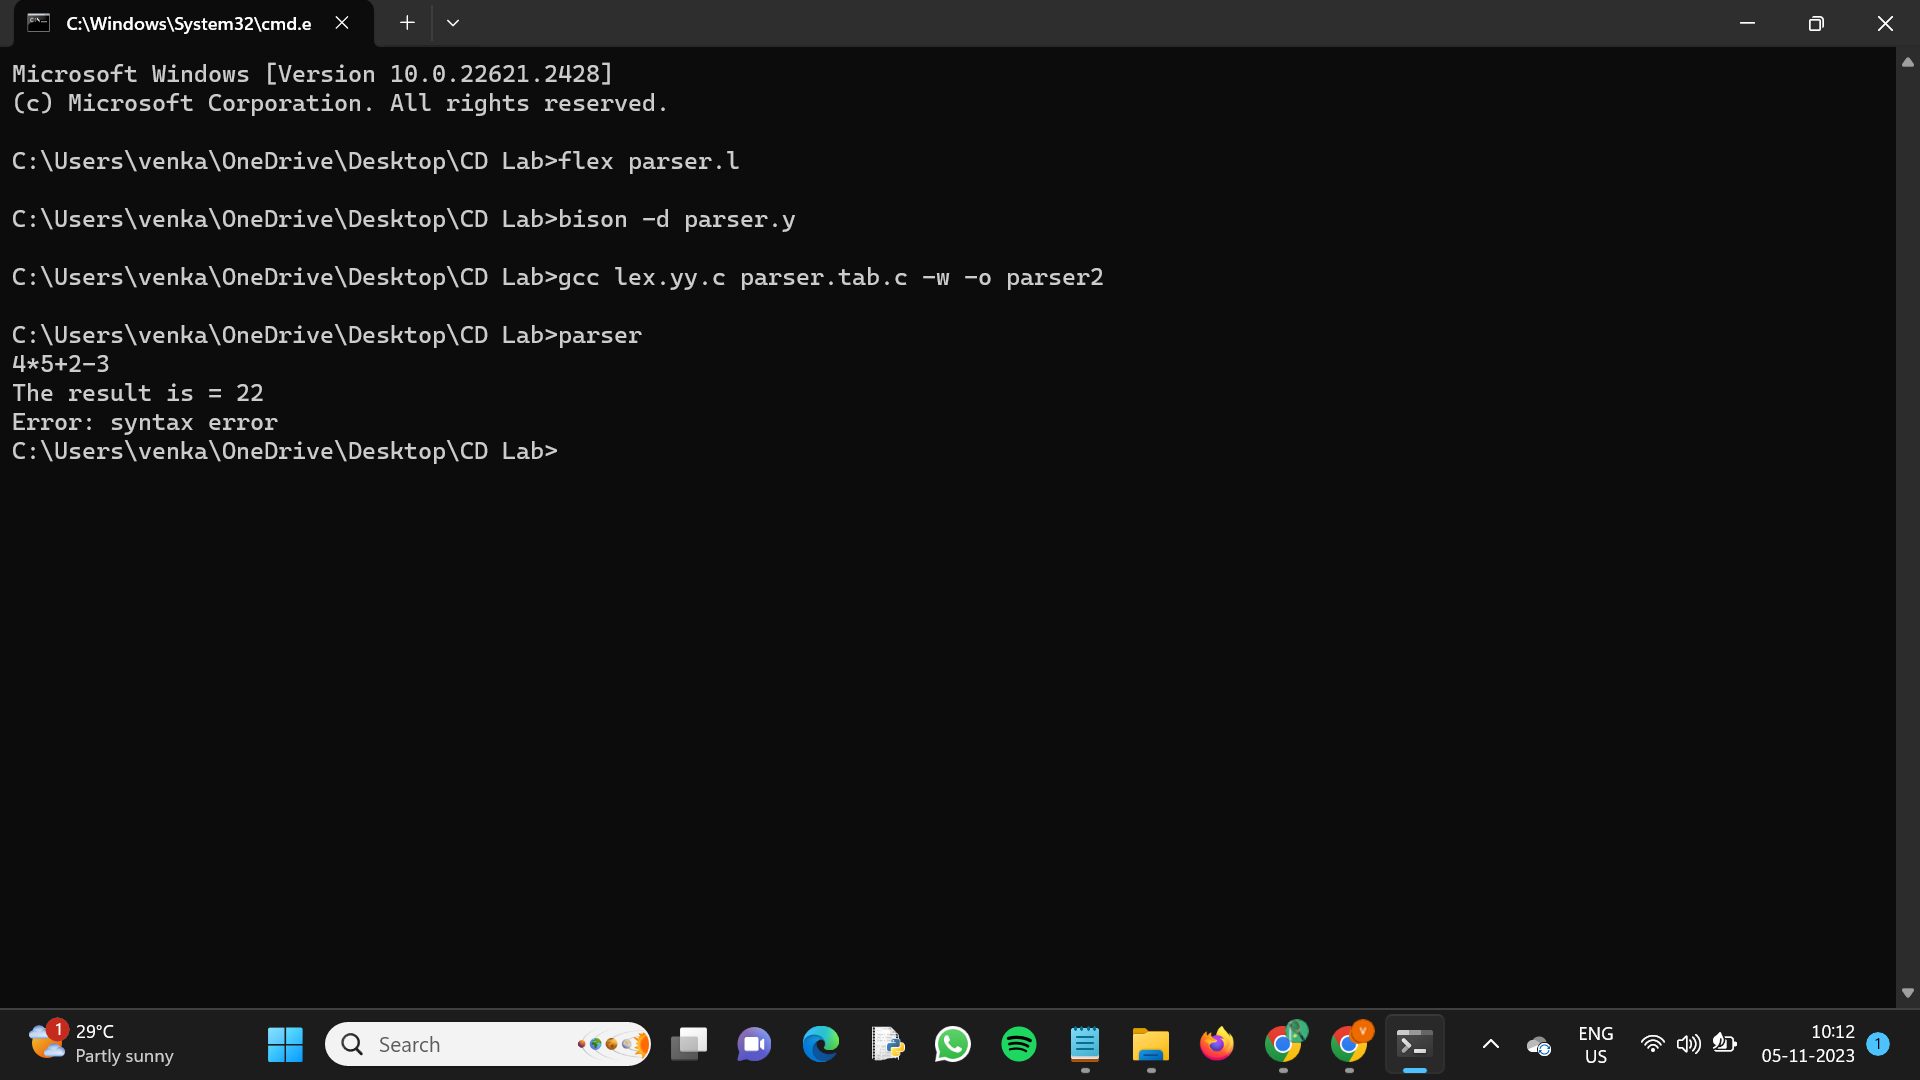 C:\Windows\System32\cmd.e
Microsoft Windows [Version 10.0.22621.2428]
(c) Microsoft Corporation. All rights reserved.
C:\Users\venka\OneDrive\Desktop\CD Lab>flex parser.l
C:\Users\venka\OneDrive\Desktop\CD Lab>bison -d parser.y
C:\Users\venka\OneDrive\Desktop\CD Lab>gcc lex.yy.c parser.tab.c -w -o parser2
C:\Users\venka\OneDrive\Desktop\CD Lab>parser
4*5+2-3
The result is = 22
Error: syntax error
C:\Users\venka\OneDrive\Desktop\CD Lab>
1
29°C
Partly sunny
Search
V
ENG
US
10:12
05-11-2023
1